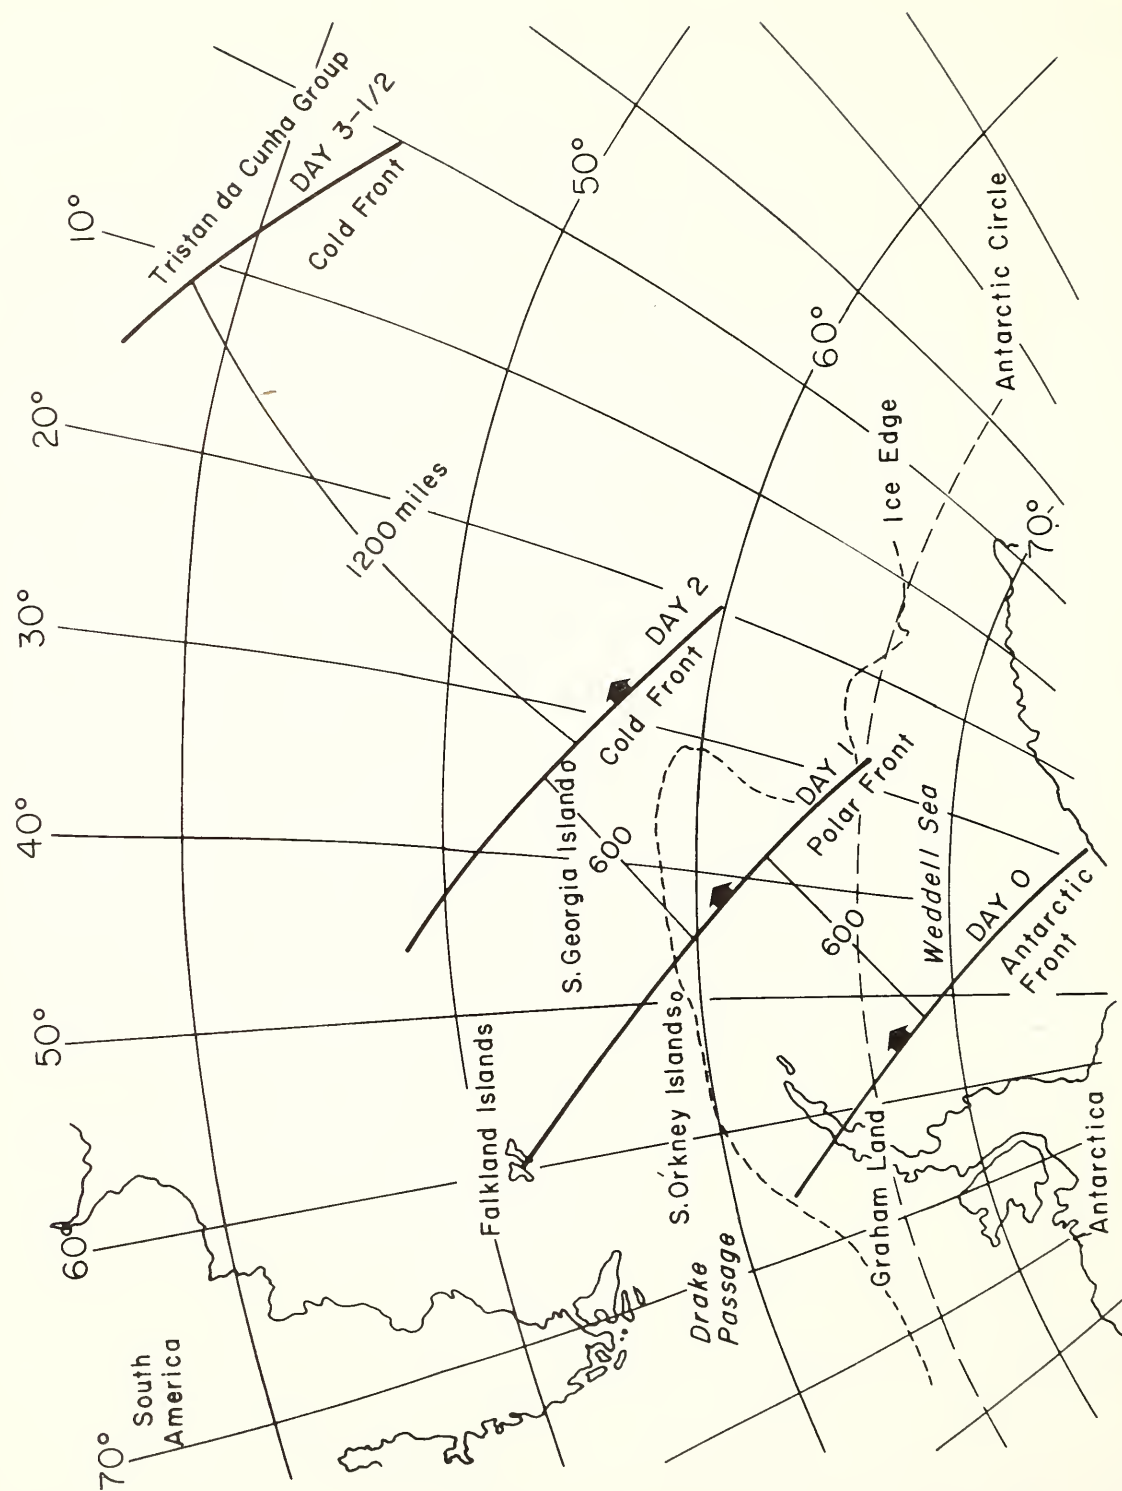 10°
20°
30°
40°
50°
60°
70°
Tristan da Cunha Group
DAY 3-1/2
Cold Front
50°
60°
Antarctic Circle
Ice Edge
70°
1200 miles
DAY 2
Cold Front
S. Georgia Island
600
DAY 1
Polar Front
600
Weddell Sea
DAY 0
Antarctic
Front
Falkland Islands
S. Orkney Islands
Drake
Passage
Graham Land
Antarctica
South
America